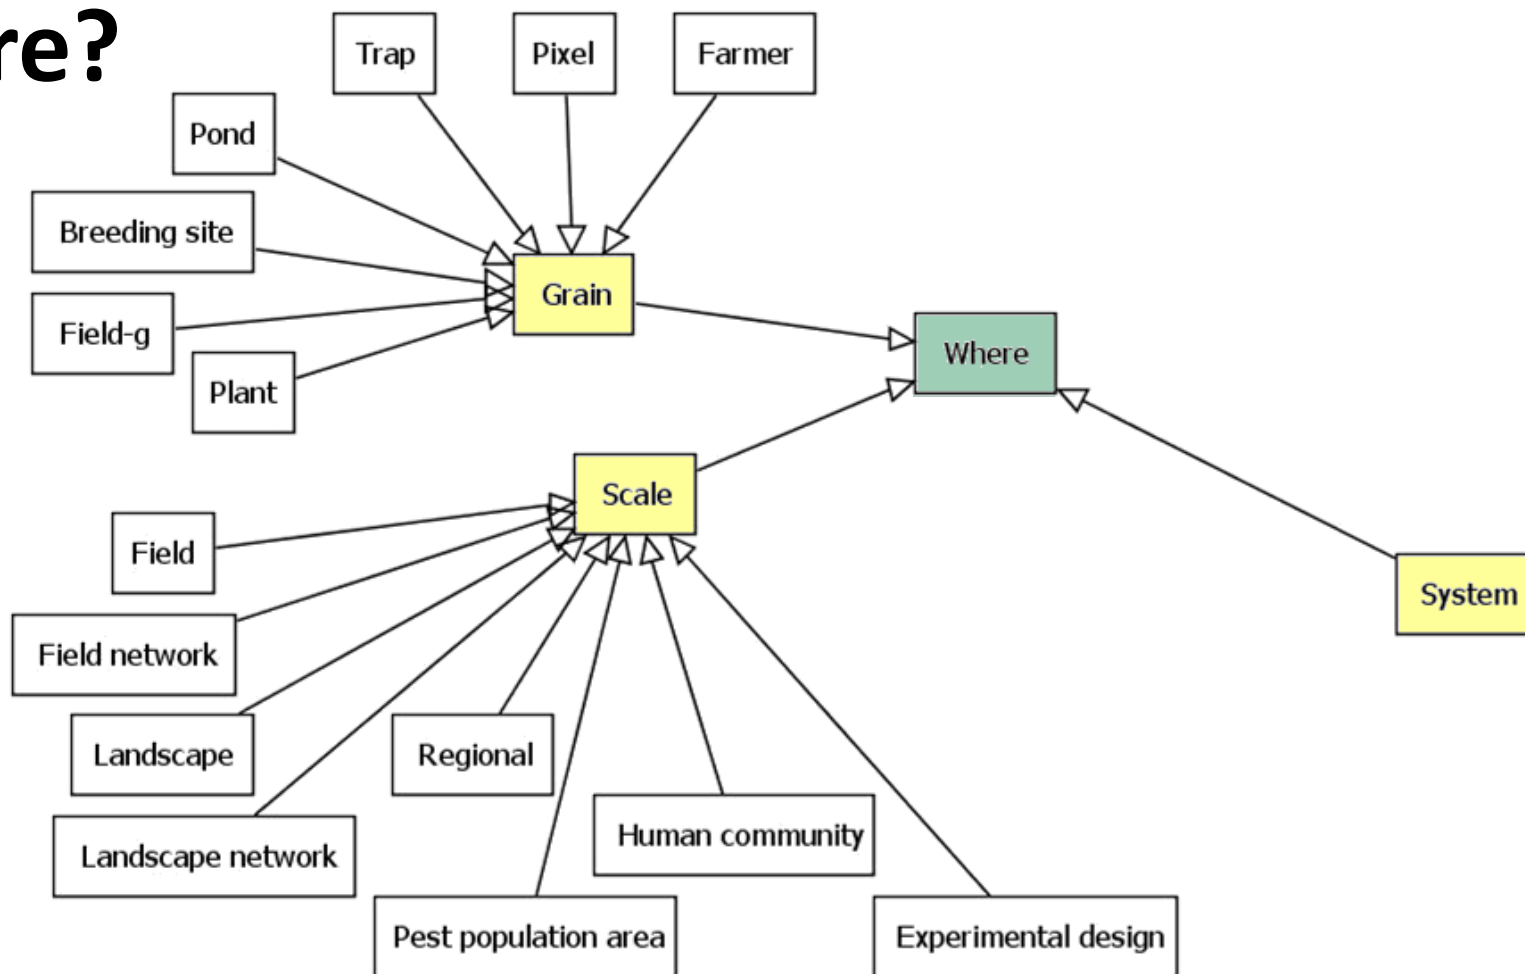 re?
Trap
Pixel
Farmer
Pond
Breeding site
Grain
Field-g
Where
Plant
Scale
Field
System
Field network
Landscape
Regional
Human community
Landscape network
Pest population area
Experimental design